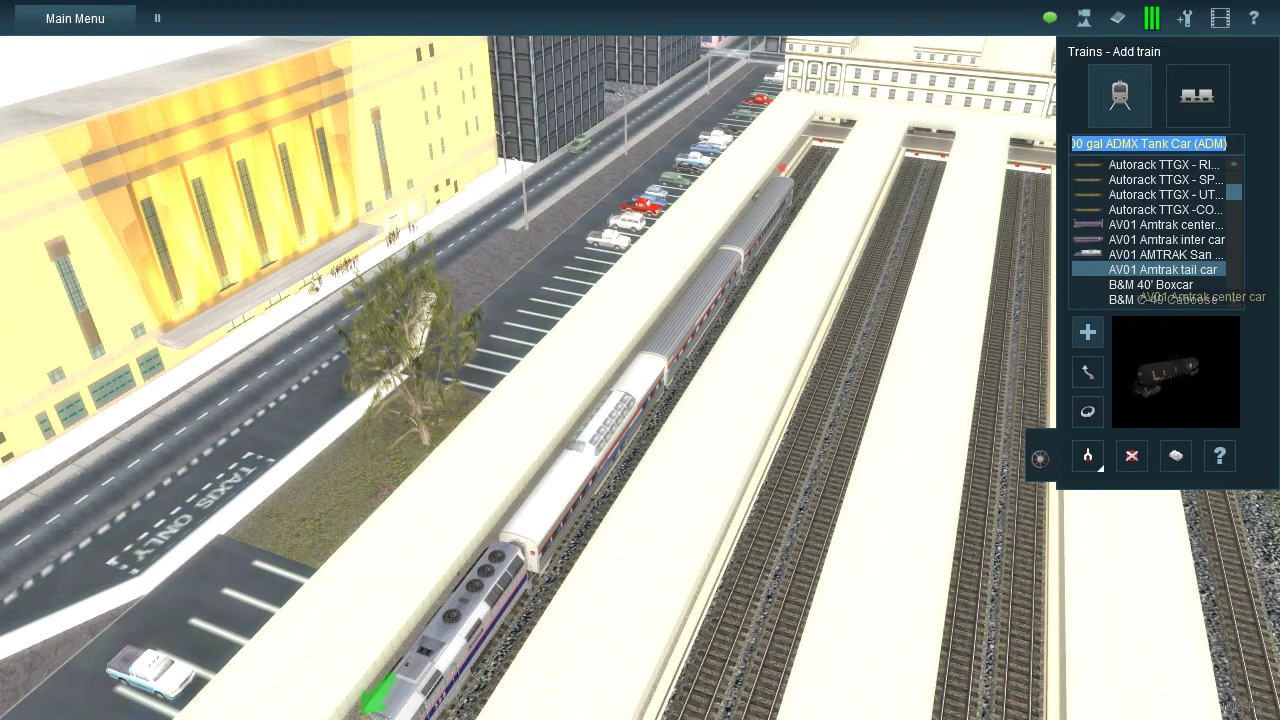 Main Menu
Trains - Add train
00 gal ADMX Tank Car (ADM)
Autorack TTGX - RI...
Autorack TTGX - SP...
Autorack TTGX - UT...
Autorack TTGX -CO...
AV01 Amtrak center...
AV01 Amtrak inter car
AV01 AMTRAK San ...
AV01 Amtrak tail car
B&M 40' Boxcar
B&M
AV01 Amtrak center car
TAXIS ONLY